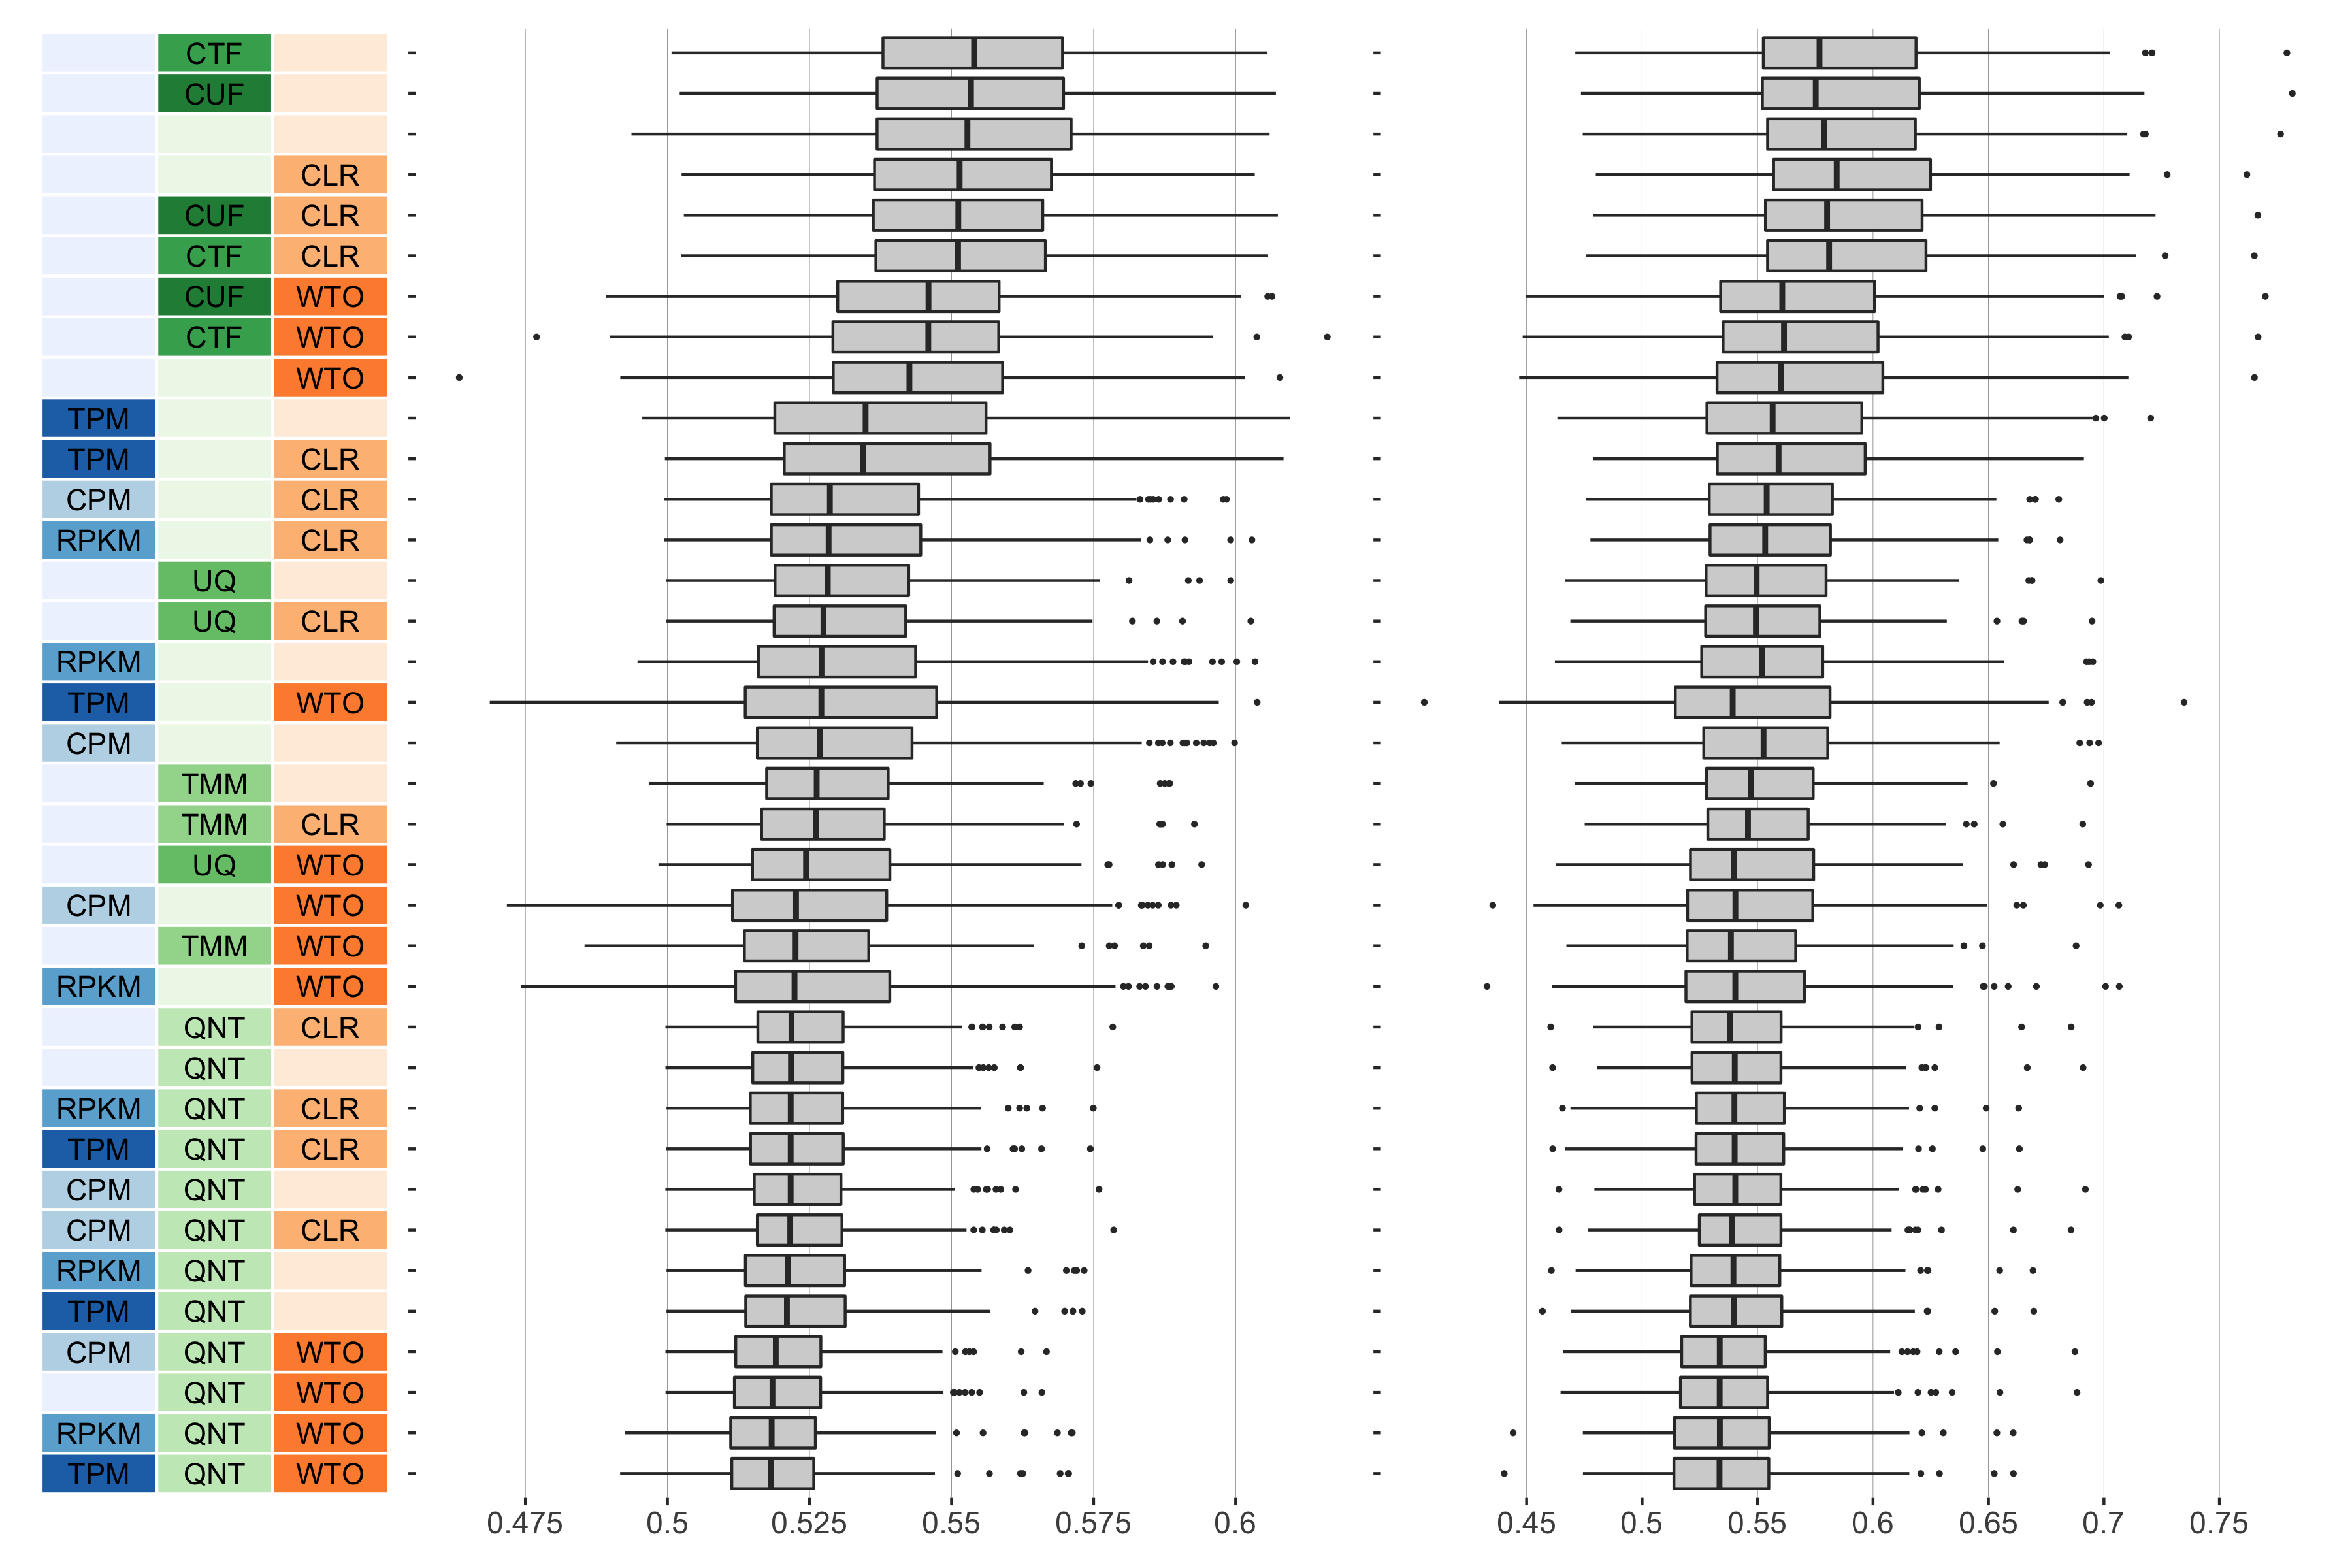 CTF
CUF
CLR
CUF CLR
CTF CLR
CUF WTO
CTF WTO
WTO
TPM
TPM CLR
CPM CLR
RPKM CLR
UQ
UQ CLR
RPKM
TPM WTO
CPM
TMM
TMM CLR
UQ WTO
CPM WTO
TMM WTO
RPKM WTO
QNT CLR
QNT
RPKM QNT CLR
TPM QNT CLR
CPM QNT
CPM QNT CLR
RPKM QNT
TPM QNT
CPM QNT WTO
QNT WTO
RPKM QNT WTO
TPM QNT WTO
0.475 0.5 0.525 0.55 0.575 0.6 0.45 0.5 0.55 0.6 0.65 0.7 0.75